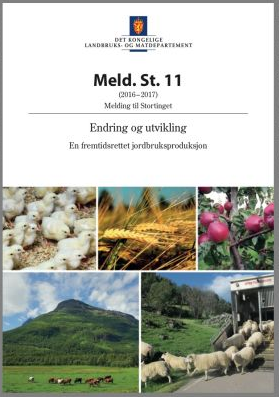 DET KONGELIGE
LANDBRUKS- OG MATDEPARTEMENT
Meld. St. 11
(2016–2017)
Melding til Stortinget
Endring og utvikling
En fremtidsrettet jordbruksproduksjon